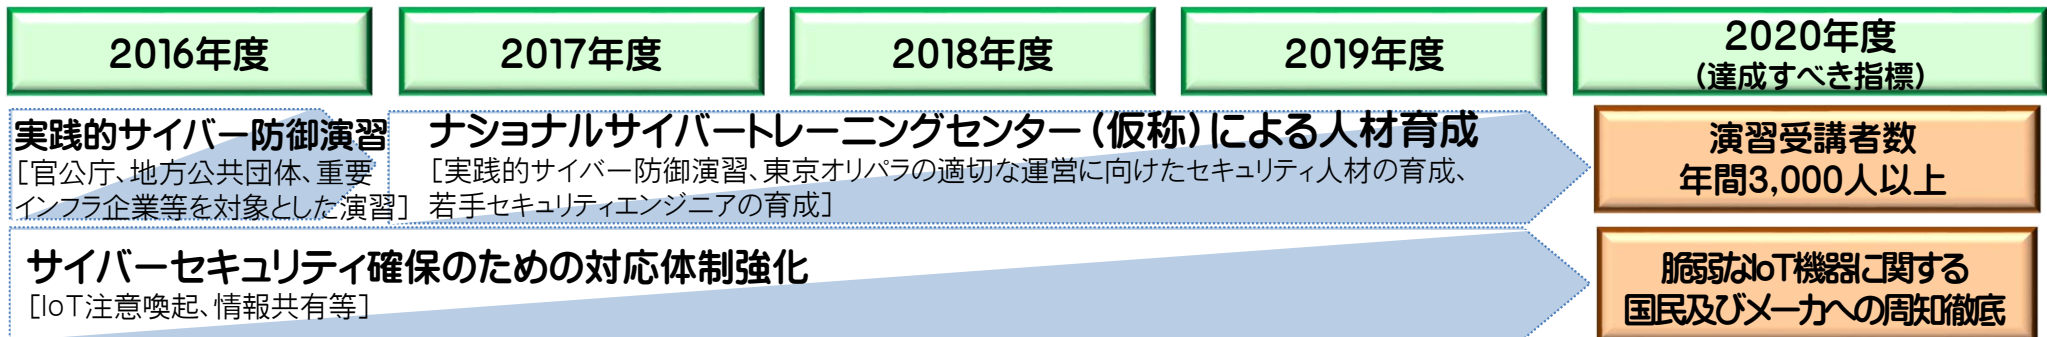 2016年度
2017年度
2018年度
2019年度
2020年度
(達成すべき指標)
実践的サイバー防御演習
[官公庁、地方公共団体、重要
インフラ企業等を対象とした演習]
ナショナルサイバートレーニングセンター(仮称)による人材育成
[実践的サイバー防御演習、東京オリパラの適切な運営に向けたセキュリティ人材の育成、
若手セキュリティエンジニアの育成]
演習受講者数
年間3,000人以上
サイバーセキュリティ確保のための対応体制強化
[IoT注意喚起、情報共有等]
脆弱なIoT機器に関する
国民及びメーカへの周知徹底